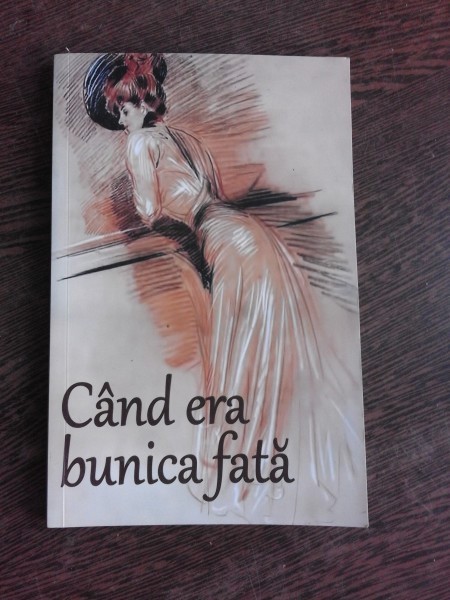 Când era
bunica fată